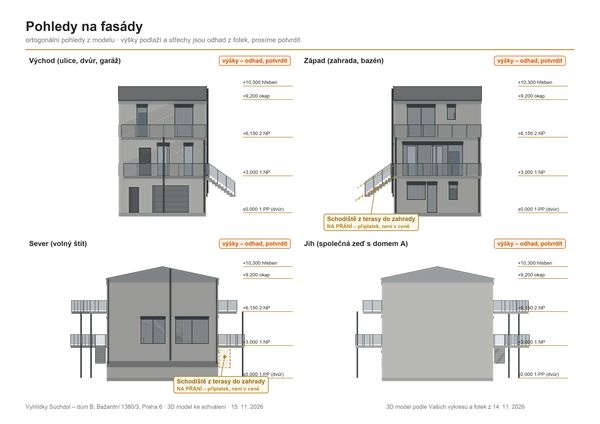 Pohledy na fasády
ortogonální pohledy z modelu · výšky podlaží a střechy jsou odhad z fotek, prosíme potvrdit
Východ (ulice, dvůr, garáž)
výšky – odhad, potvrdit
+10,300 hřeben
+9,200 okap
+6,150 2.NP
+3,000 1.NP
±0,000 1.PP (dvůr)
Západ (zahrada, bazén)
výšky – odhad, potvrdit
+10,300 hřeben
+9,200 okap
+6,150 2.NP
+3,000 1.NP
±0,000 1.PP (dvůr)
Schodiště z terasy do zahrady
NA PŘÁNÍ – příplatek, není v ceně
Sever (volný štít)
výšky – odhad, potvrdit
+10,300 hřeben
+9,200 okap
+6,150 2.NP
+3,000 1.NP
±0,000 1.PP (dvůr)
Schodiště z terasy do zahrady
NA PŘÁNÍ – příplatek, není v ceně
Jih (společná zeď s domem A)
výšky – odhad, potvrdit
+10,300 hřeben
+9,200 okap
+6,150 2.NP
+3,000 1.NP
±0,000 1.PP (dvůr)
Vyhlídky Suchdol – dům B, Bažantní 1380/3, Praha 6 · 3D model ke schválení · 15. 11. 2026
3D model podle Vašich výkresů a fotek z 14. 11. 2026